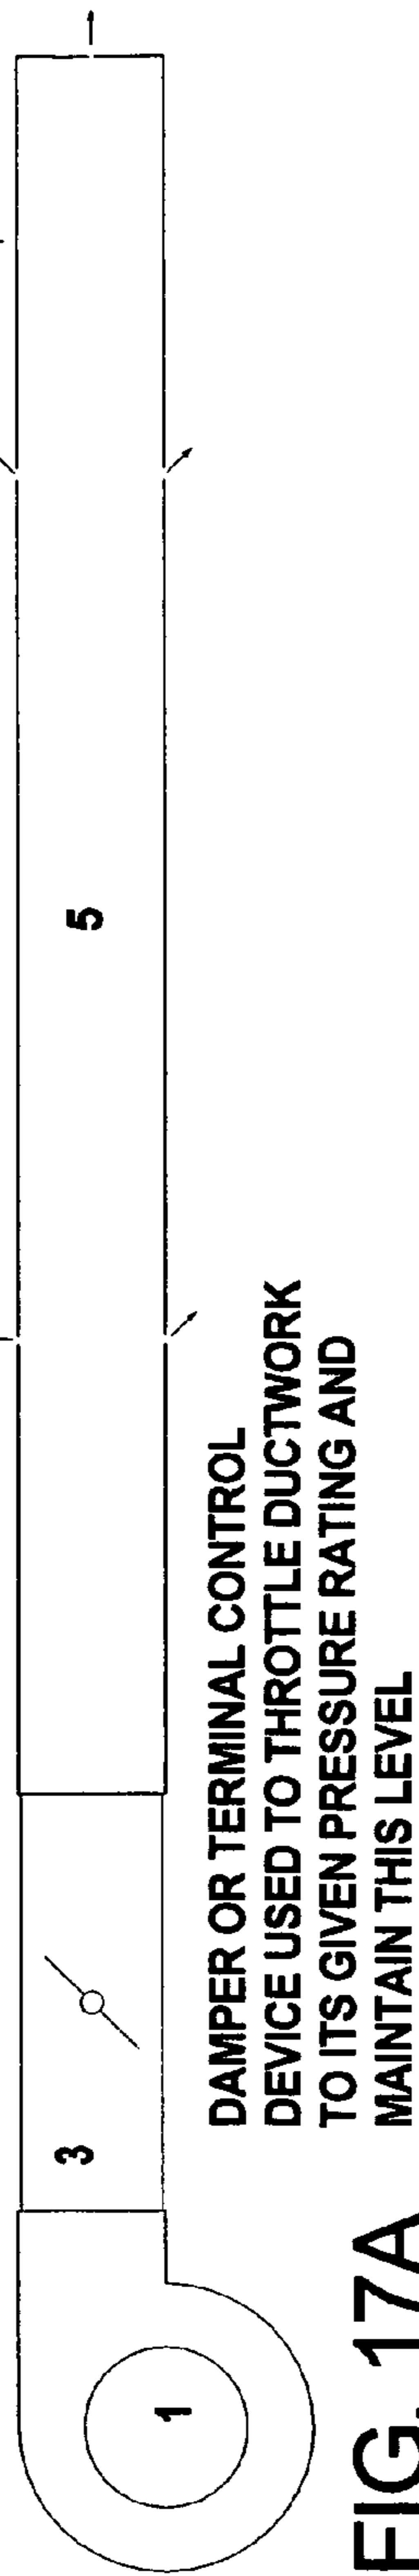 1
3
5
DAMPER OR TERMINAL CONTROL
DEVICE USED TO THROTTLE DUCTWORK
TO ITS GIVEN PRESSURE RATING AND
MAINTAIN THIS LEVEL
FIG. 17A